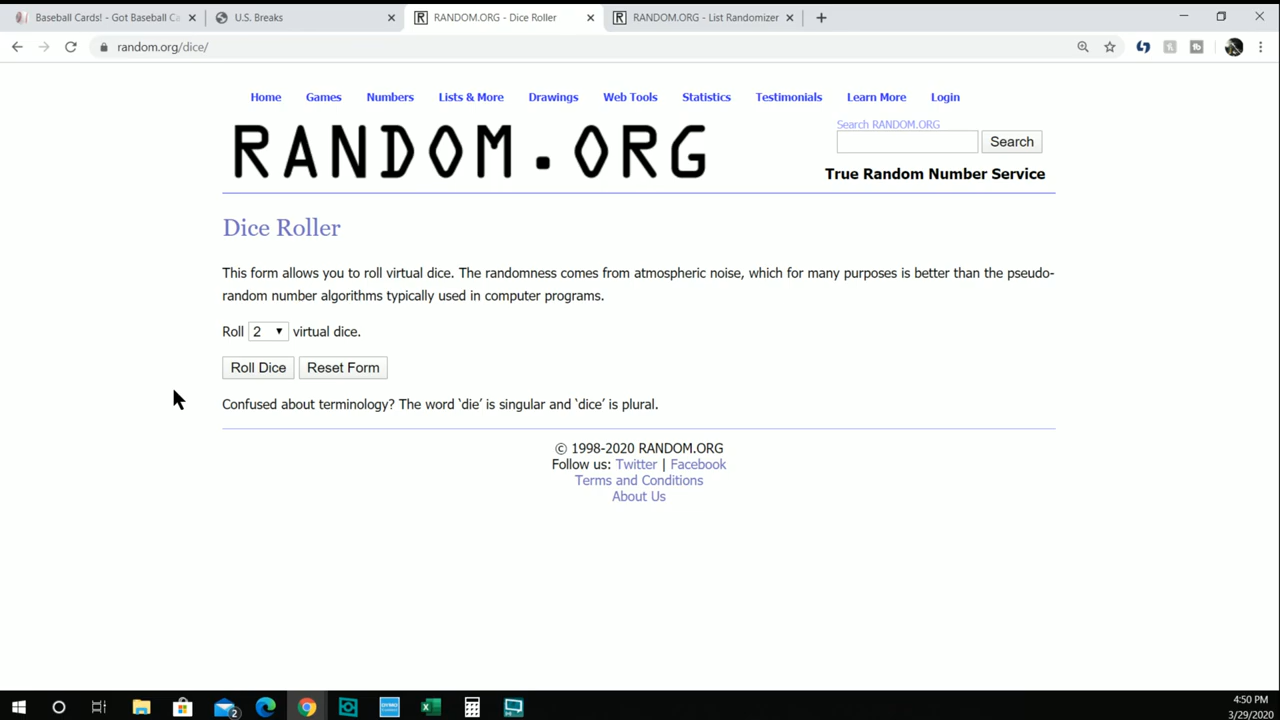 Baseball Cards! - Got Baseball Ca
U.S. Breaks
RANDOM.ORG - Dice Roller
RANDOM.ORG - List Randomizer
random.org/dice/
Home Games Numbers Lists & More Drawings Web Tools Statistics Testimonials Learn More Login
RANDOM.ORG
Search RANDOM.ORG
Search
True Random Number Service
Dice Roller
This form allows you to roll virtual dice. The randomness comes from atmospheric noise, which for many purposes is better than the pseudo-
random number algorithms typically used in computer programs.
Roll 2 virtual dice.
Roll Dice Reset Form
Confused about terminology? The word ‘die’ is singular and ‘dice’ is plural.
© 1998-2020 RANDOM.ORG
Follow us: Twitter | Facebook
Terms and Conditions
About Us
2
4:50 PM
3/29/2020